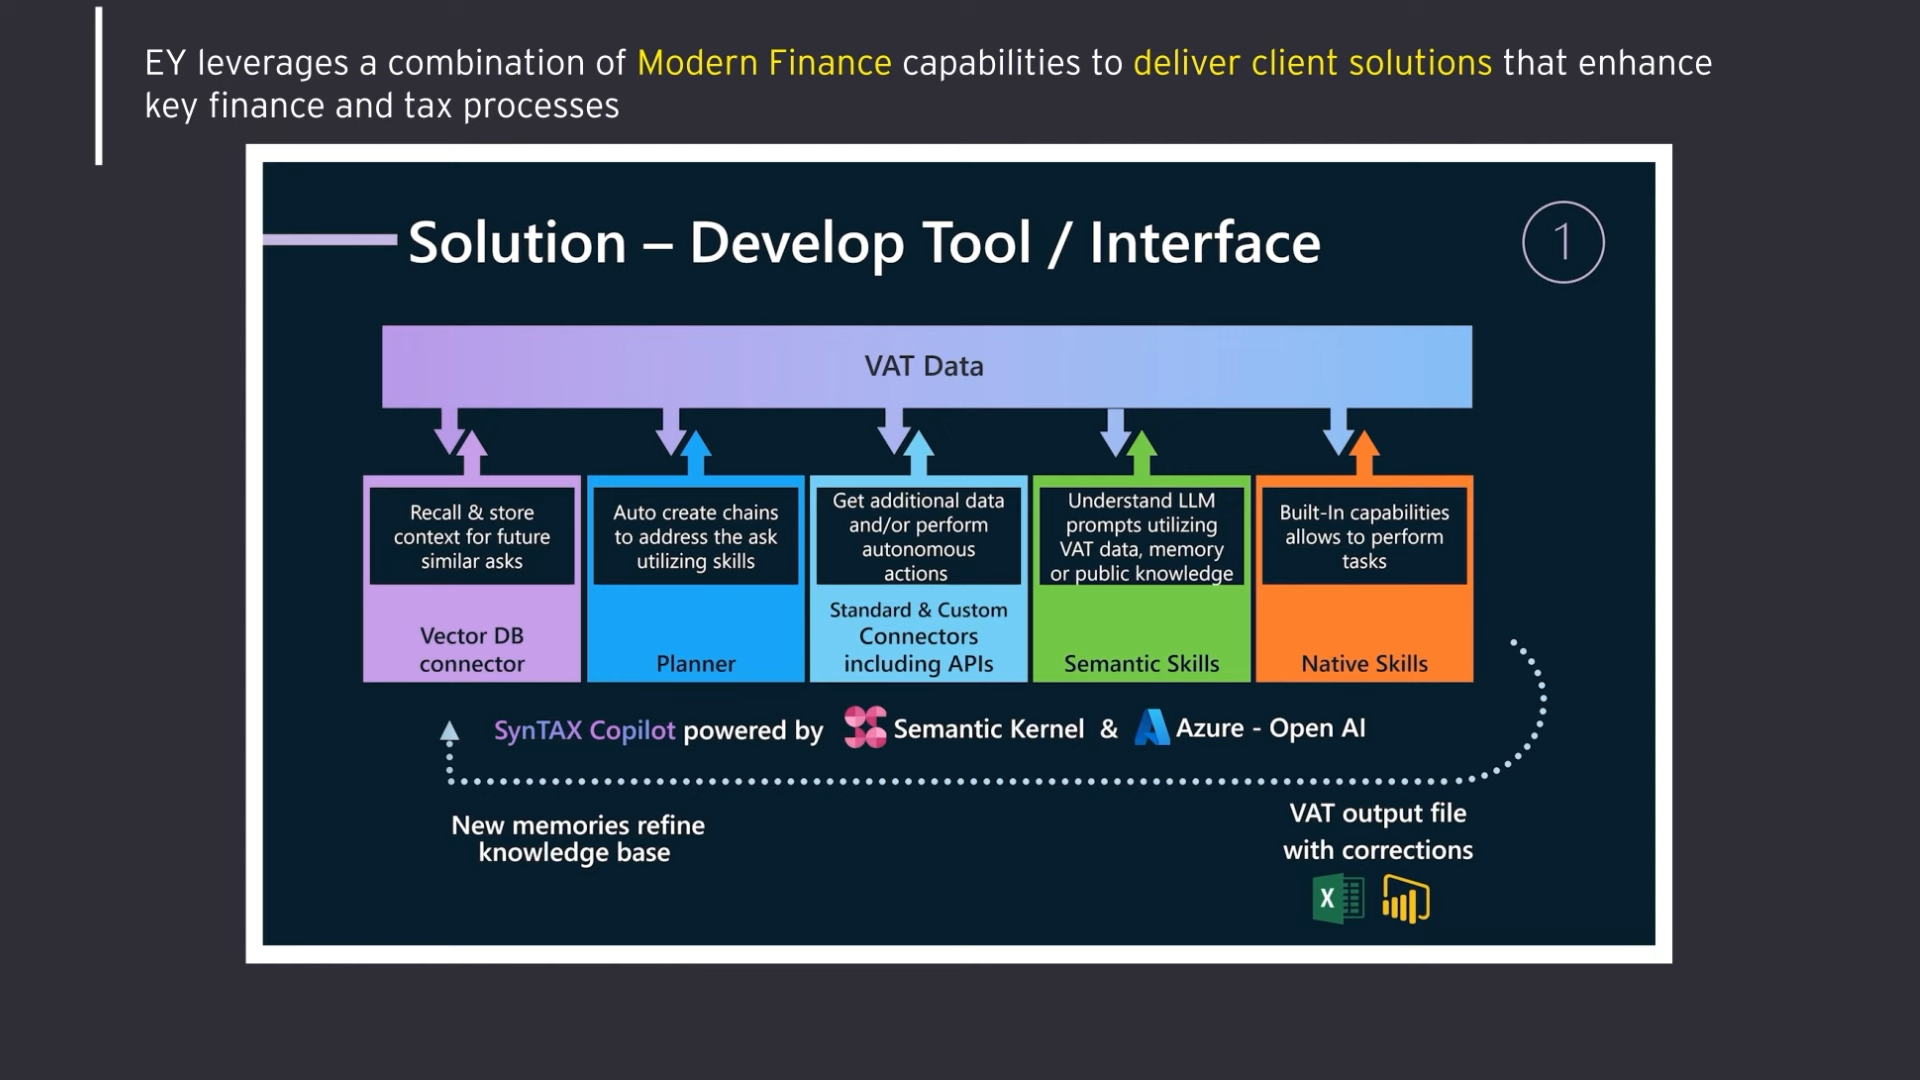 EY leverages a combination of Modern Finance capabilities to deliver client solutions that enhance
key finance and tax processes
Solution – Develop Tool / Interface
1
VAT Data
Recall & store
context for future
similar asks
Vector DB
connector
Auto create chains
to address the ask
utilizing skills
Planner
Get additional data
and/or perform
autonomous
actions
Standard & Custom
Connectors
including APIs
Understand LLM
prompts utilizing
VAT data, memory
or public knowledge
Semantic Skills
Built-In capabilities
allows to perform
tasks
Native Skills
SynTAX Copilot powered by Semantic Kernel & Azure - Open AI
New memories refine
knowledge base
VAT output file
with corrections
X